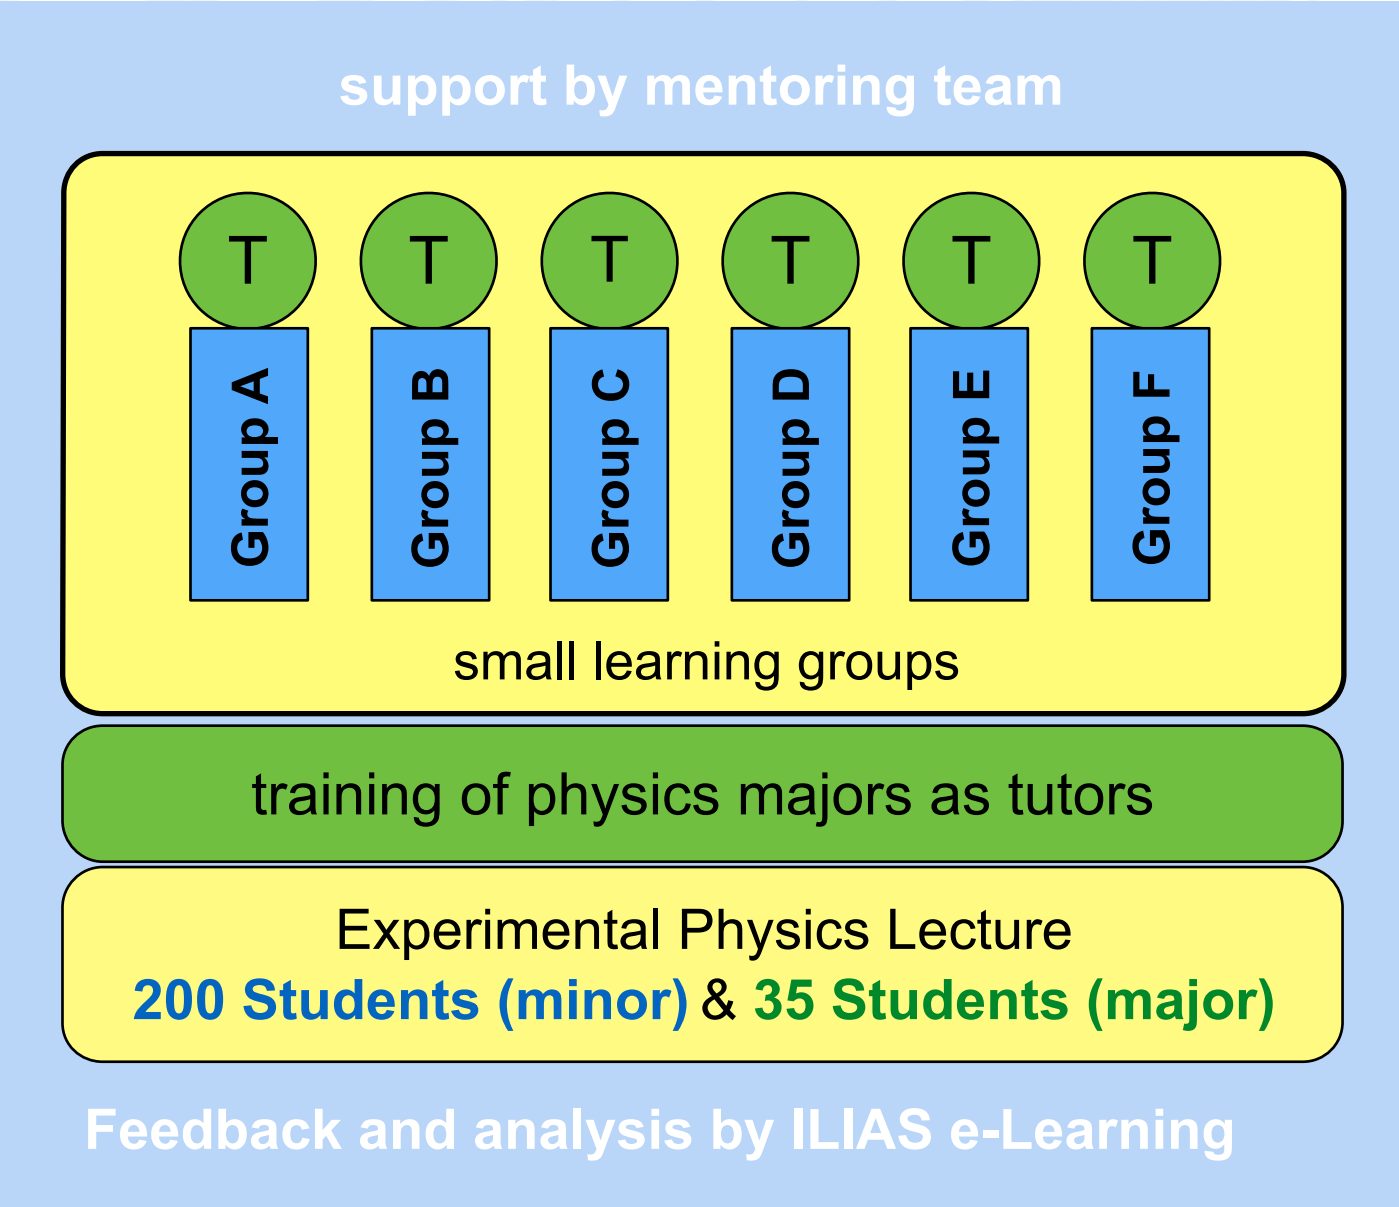 support by mentoring team
T T T T T T
Group A Group B Group C Group D Group E Group F
small learning groups
training of physics majors as tutors
Experimental Physics Lecture
200 Students (minor) & 35 Students (major)
Feedback and analysis by ILIAS e-Learning